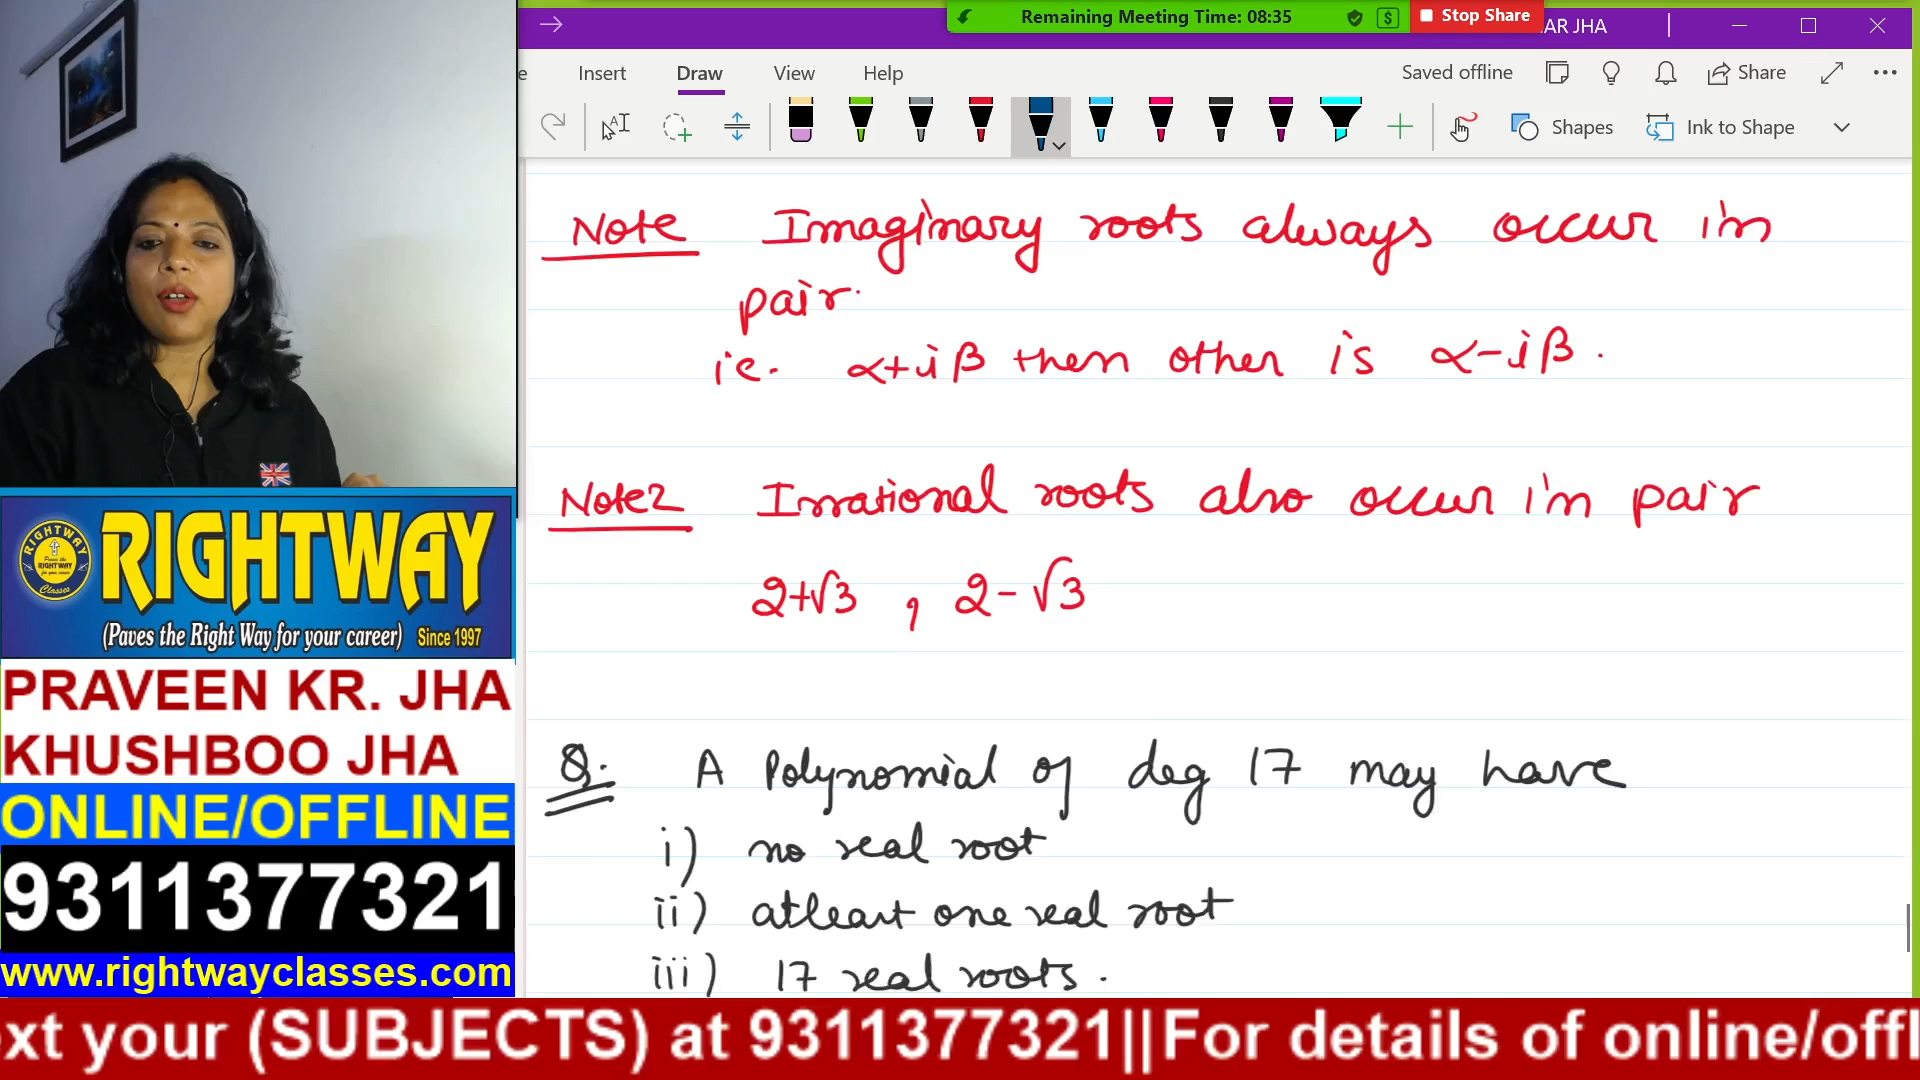 Remaining Meeting Time: 08:35
Stop Share
AR JHA
Insert Draw View Help
Saved offline
Share
Shapes
Ink to Shape
Note Imaginary roots always occur in
pair.
ie. α+iβ then other is α-iβ.
Note2 Irrational roots also occur in pair
2+√3 , 2-√3
Q. A Polynomial of deg 17 may have
i) no real root
ii) atleast one real root
iii) 17 real roots.
RIGHTWAY
Classes
RIGHTWAY
(Paves the Right Way for your career) Since 1997
PRAVEEN KR. JHA
KHUSHBOO JHA
ONLINE/OFFLINE
9311377321
www.rightwayclasses.com
ext your (SUBJECTS) at 9311377321||For details of online/offl